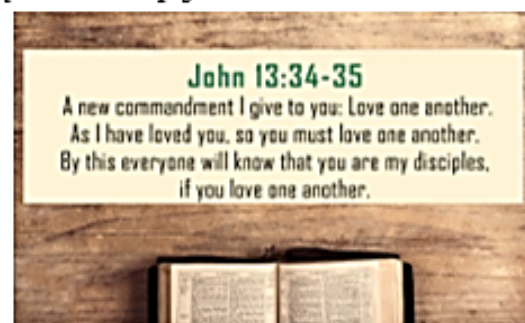 John 13:34-35
A new commandment I give to you: Love one another.
As I have loved you, so you must love one another.
By this everyone will know that you are my disciples,
if you love one another.